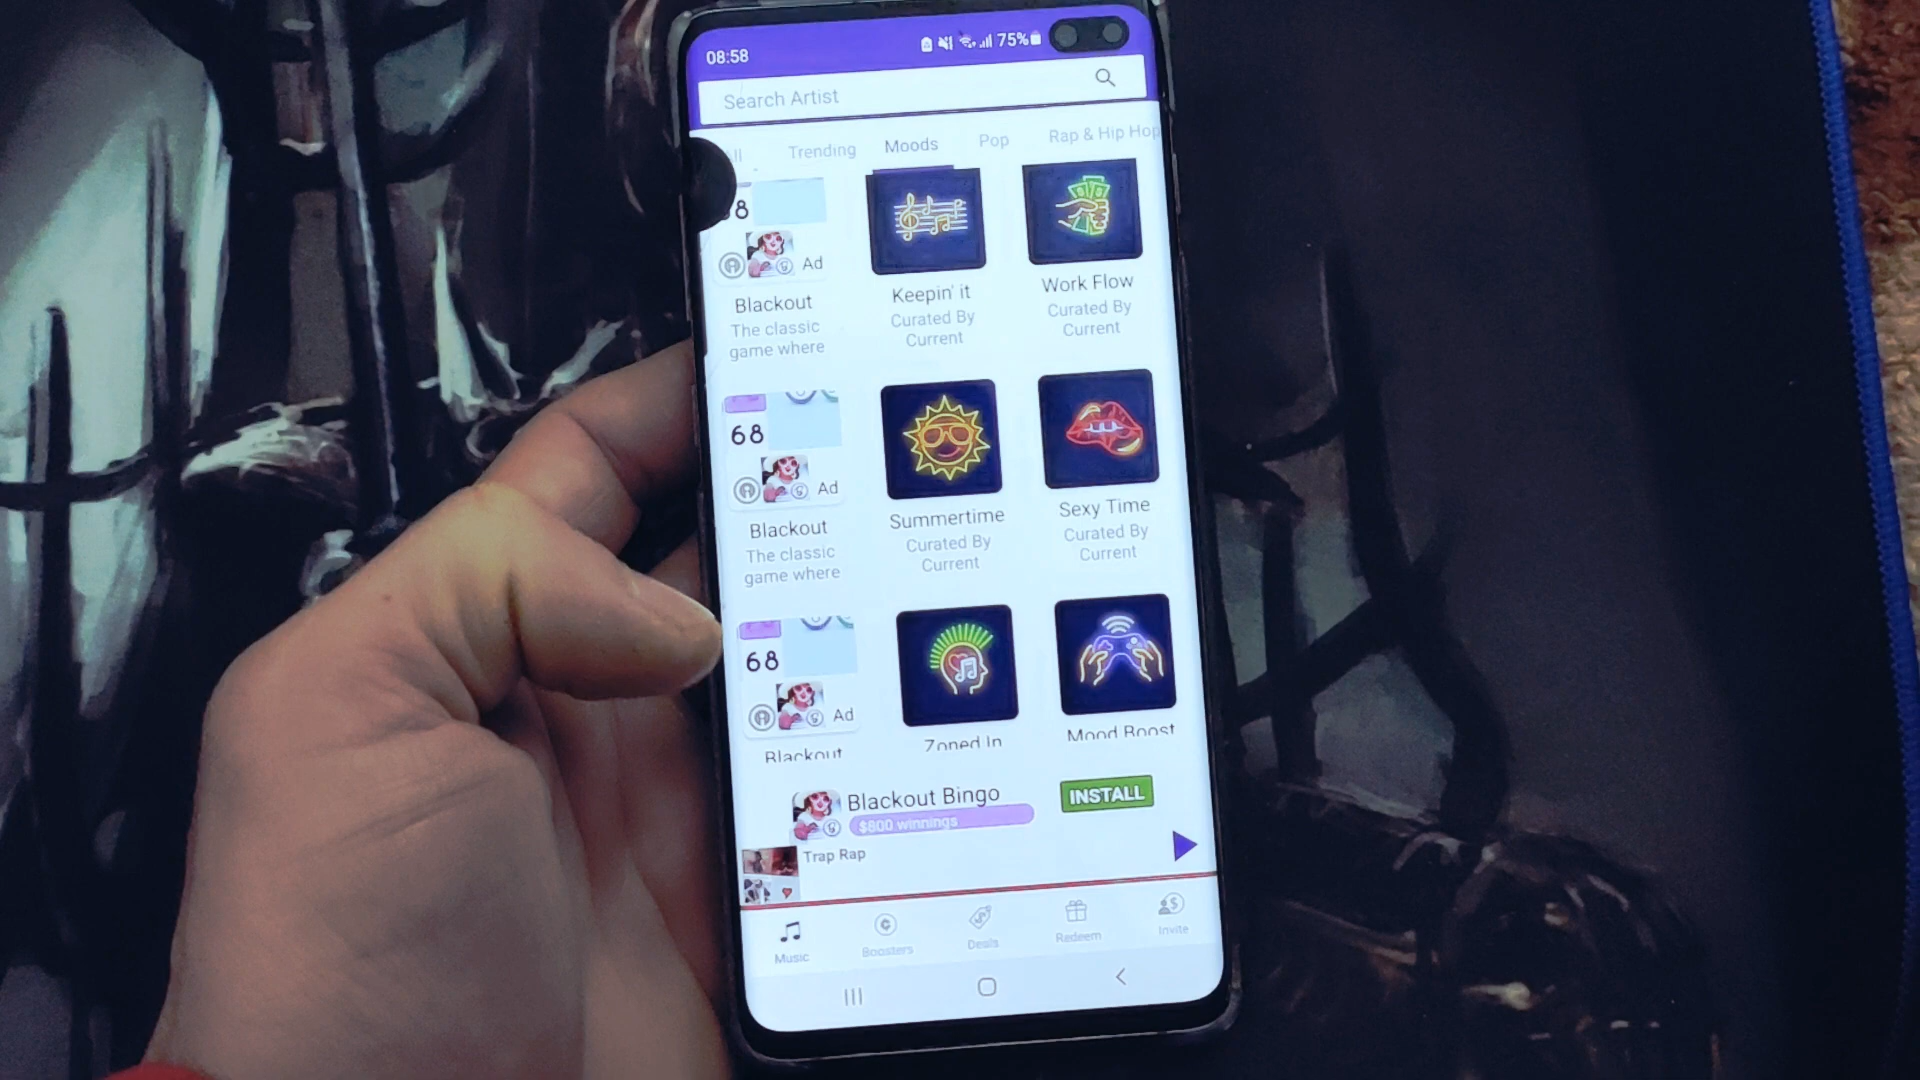 08:58
75%
Search Artist
Trending
Moods
Pop
Rap & Hip Hop
8
Ad
Blackout
The classic
game where
Keepin' it
Curated By
Current
Work Flow
Curated By
Current
68
Ad
Blackout
The classic
game where
Summertime
Curated By
Current
Sexy Time
Curated By
Current
68
Ad
Blackout
Zoned In
Mood Boost
Blackout Bingo
$800 winnings
INSTALL
Trap Rap
Music
Boosters
Deals
Redeem
Invite